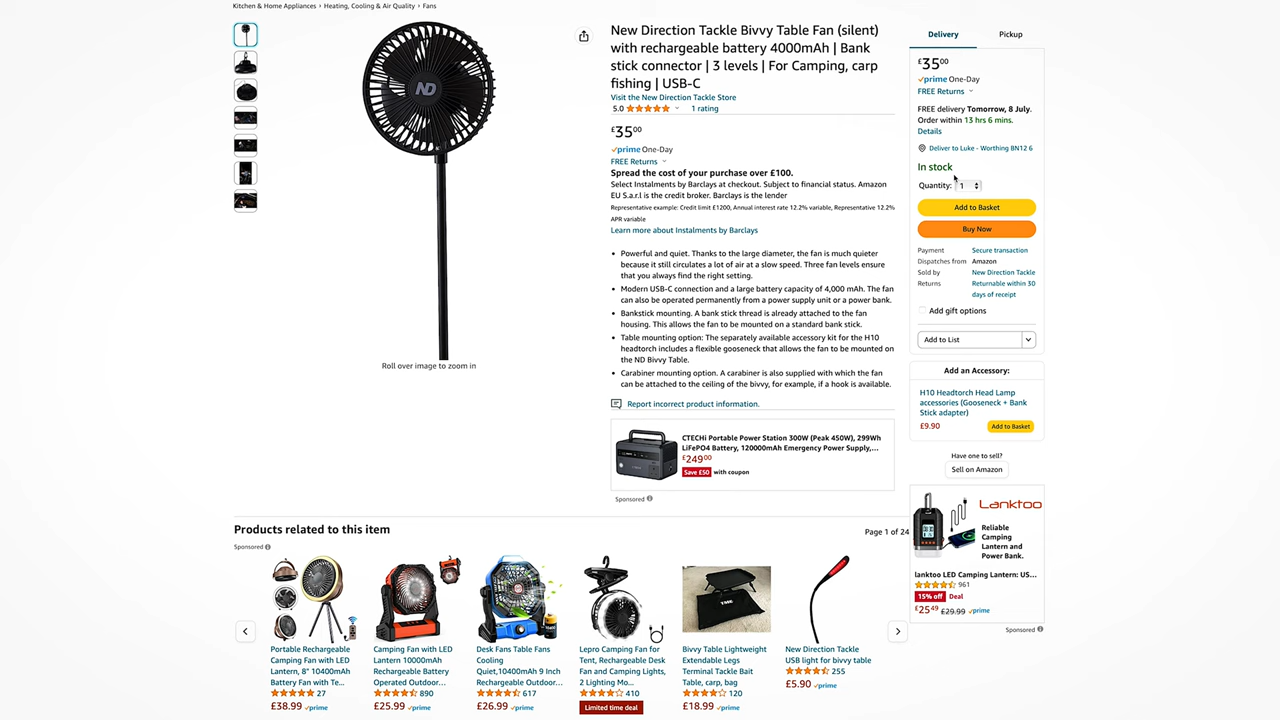 Kitchen & Home Appliances › Heating, Cooling & Air Quality › Fans
ND
Roll over image to zoom in
New Direction Tackle Bivvy Table Fan (silent)
with rechargeable battery 4000mAh | Bank
stick connector | 3 levels | For Camping, carp
fishing | USB-C
Visit the New Direction Tackle Store
5.0
1 rating
£3500
prime One-Day
FREE Returns
Spread the cost of your purchase over £100.
Select Instalments by Barclays at checkout. Subject to financial status. Amazon
EU S.a.r.l is the credit broker. Barclays is the lender
Representative example: Credit limit £1200, Annual interest rate 12.2% variable, Representative 12.2%
APR variable
Learn more about Instalments by Barclays
• Powerful and quiet. Thanks to the large diameter, the fan is much quieter
because it still circulates a lot of air at a slow speed. Three fan levels ensure
that you always find the right setting.
• Modern USB-C connection and a large battery capacity of 4,000 mAh. The fan
can also be operated permanently from a power supply unit or a power bank.
• Bankstick mounting. A bank stick thread is already attached to the fan
housing. This allows the fan to be mounted on a standard bank stick.
• Table mounting option: The separately available accessory kit for the H10
headtorch includes a flexible gooseneck that allows the fan to be mounted on
the ND Bivvy Table.
• Carabiner mounting option. A carabiner is also supplied with which the fan
can be attached to the ceiling of the bivvy, for example, if a hook is available.
Report incorrect product information.
CTECHi Portable Power Station 300W (Peak 450W), 299Wh
LiFePO4 Battery, 120000mAh Emergency Power Supply,...
£24900
Save £50 with coupon
Sponsored
Delivery
Pickup
£3500
prime One-Day
FREE Returns
FREE delivery Tomorrow, 8 July.
Order within 13 hrs 6 mins.
Details
Deliver to Luke - Worthing BN12 6
In stock
Quantity: 1
Add to Basket
Buy Now
Payment Secure transaction
Dispatches from Amazon
Sold by New Direction Tackle
Returns Returnable within 30
days of receipt
Add gift options
Add to List
Add an Accessory:
H10 Headtorch Head Lamp
accessories (Gooseneck + Bank
Stick adapter)
£9.90
Add to Basket
Have one to sell?
Sell on Amazon
Lanktoo
Reliable
Camping
Lantern and
Power Bank.
lanktoo LED Camping Lantern: US...
961
15% off Deal
£2549 £29.99 prime
Sponsored
Products related to this item
Page 1 of 24
Sponsored
Portable Rechargeable
Camping Fan with LED
Lantern, 8" 10400mAh
Battery Fan with Te...
27
£38.99 prime
Camping Fan with LED
Lantern 10000mAh
Rechargeable Battery
Operated Outdoor...
890
£25.99 prime
Desk Fans Table Fans
Cooling
Quiet,10400mAh 9 Inch
Rechargeable Outdoor...
617
£26.99 prime
Lepro Camping Fan for
Tent, Rechargeable Desk
Fan and Camping Lights,
2 Lighting Mo...
410
Limited time deal
Bivvy Table Lightweight
Extendable Legs
Terminal Tackle Bait
Table, carp, bag
120
£18.99 prime
New Direction Tackle
USB light for bivvy table
255
£5.90 prime